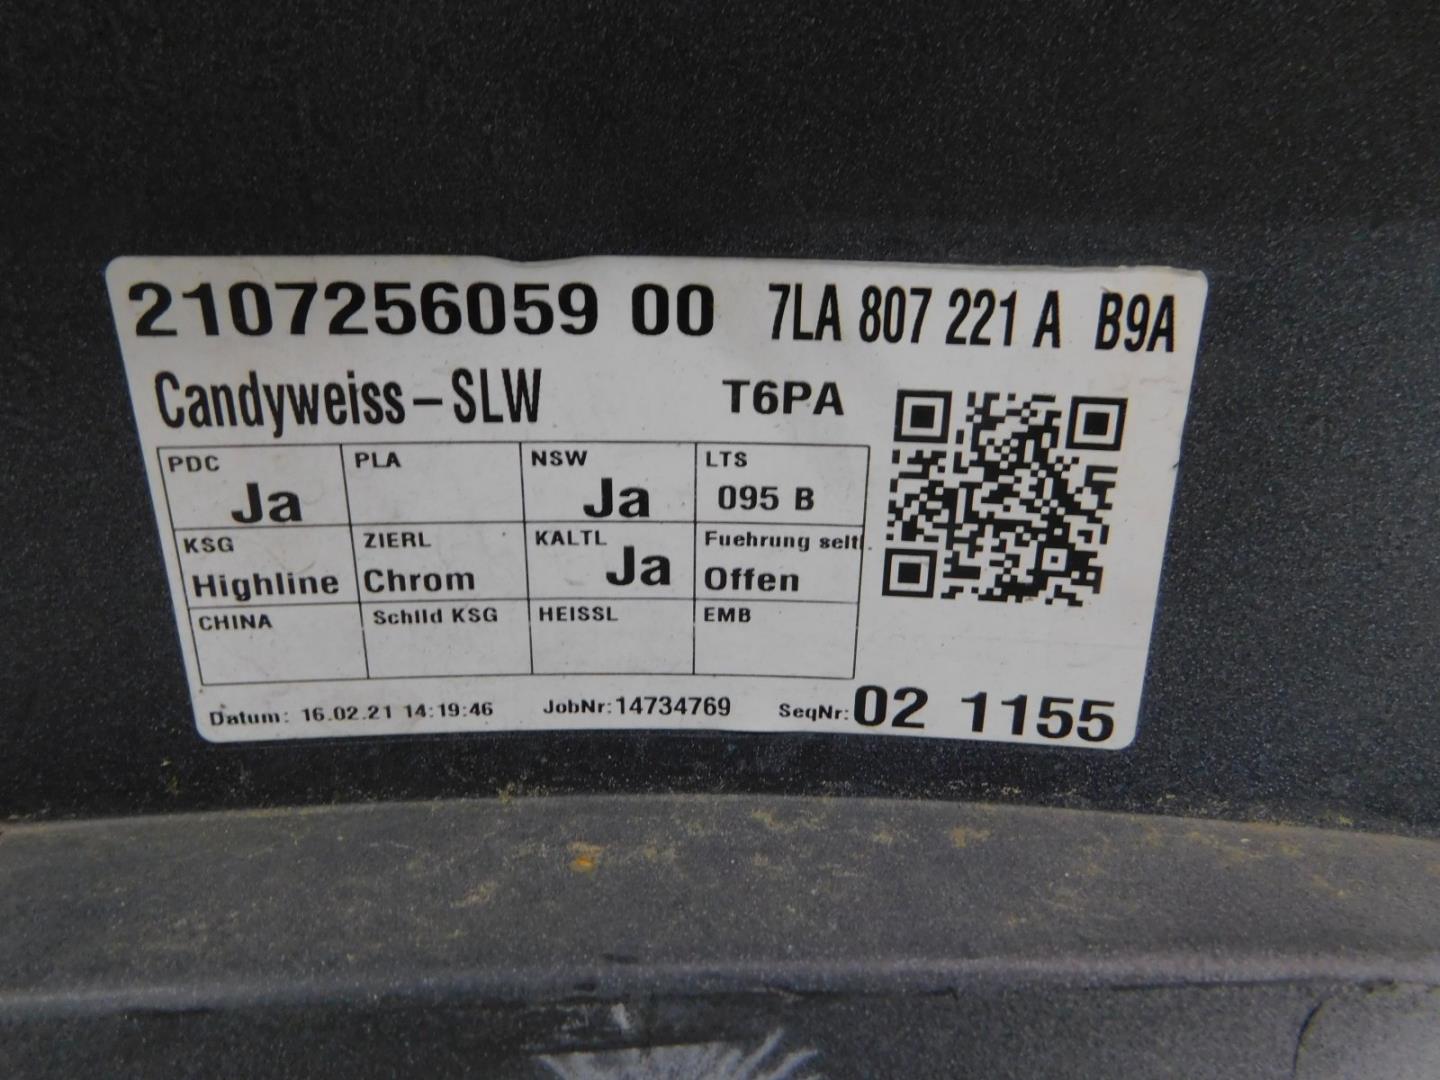 2107256059 00 7LA 807 221 A B9A
Candyweiss-SLW T6PA
PDC PLA NSW LTS
Ja Ja 095 B
KSG ZIERL KALTL Fuehrung seitl.
Highline Chrom Ja Offen
CHINA Schild KSG HEISSL EMB
Datum: 16.02.21 14:19:46 JobNr:14734769 SeqNr:02 1155